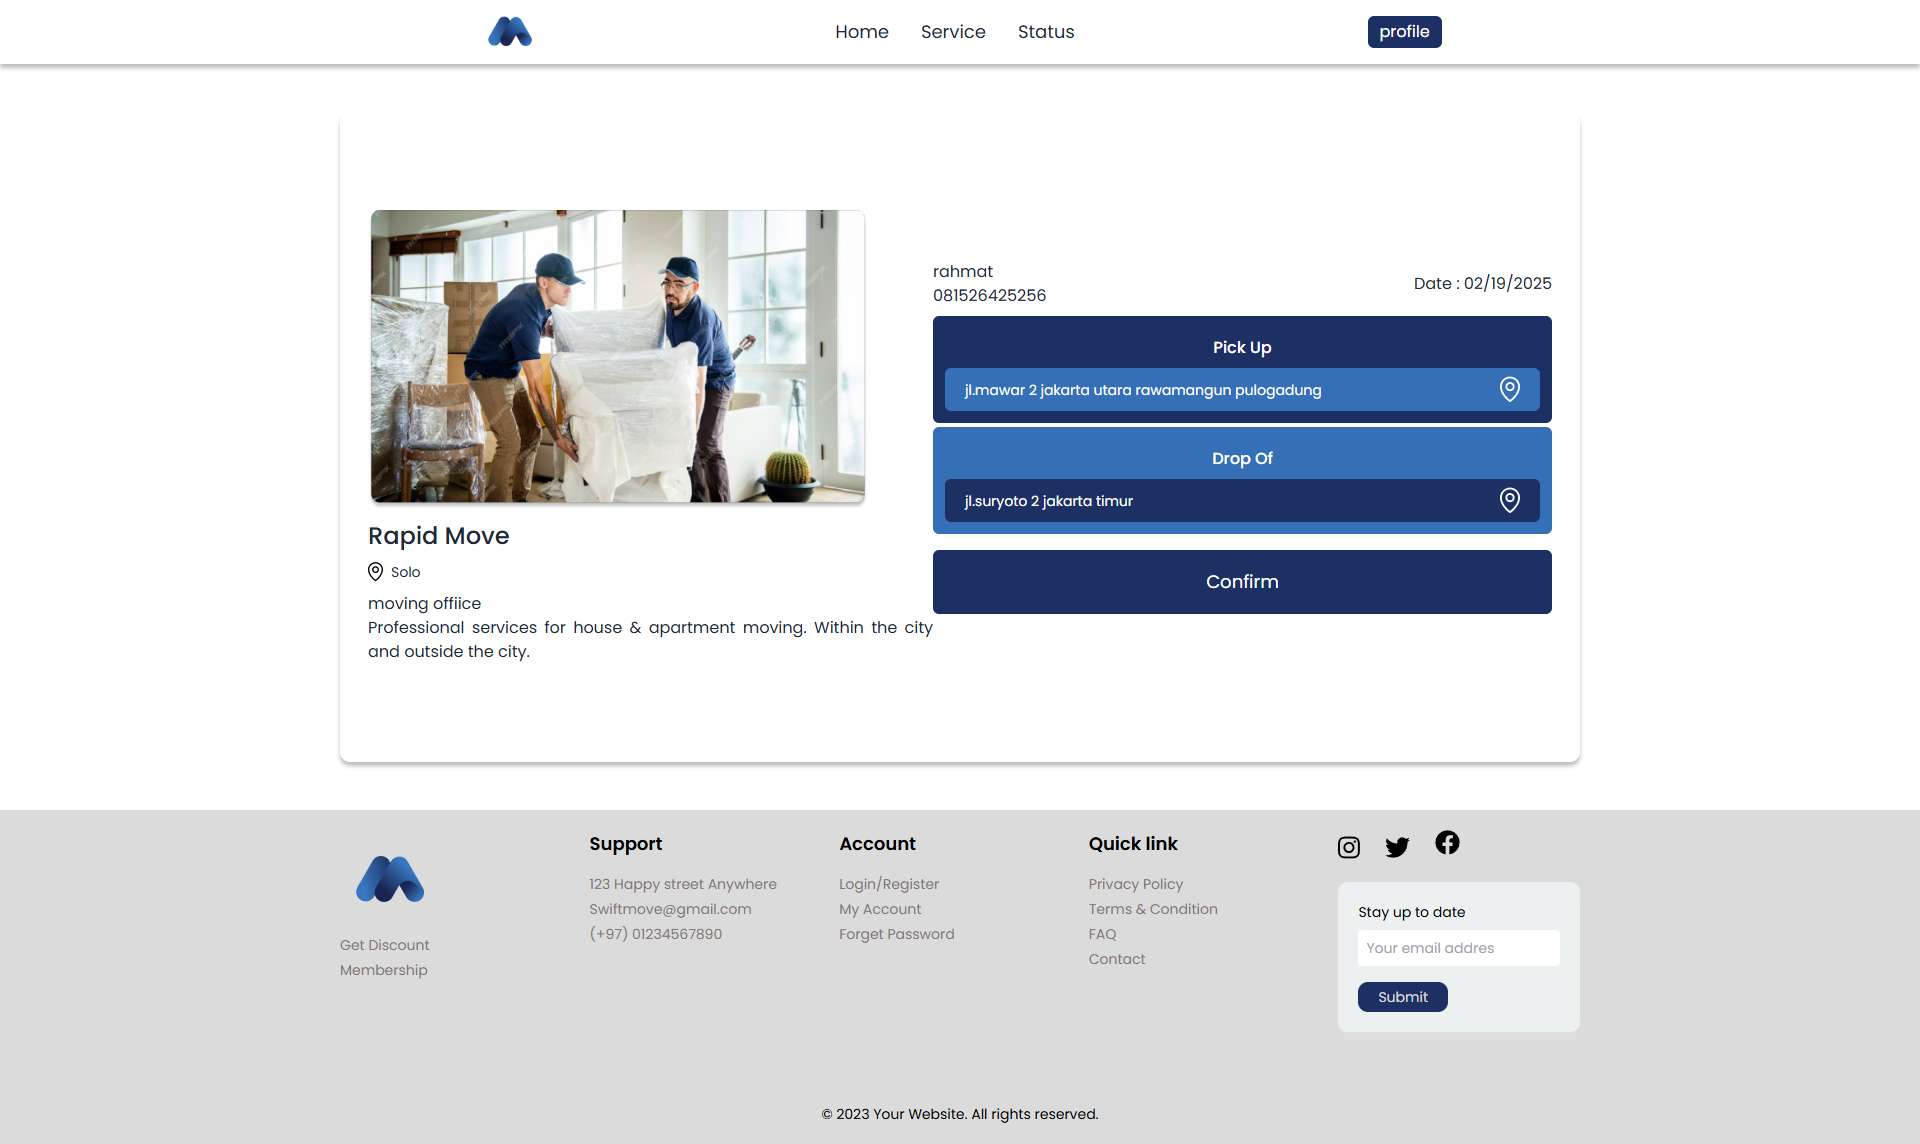 Home Service Status profile
Rapid Move
Solo
moving offiice
Professional services for house & apartment moving. Within the city
and outside the city.
rahmat
081526425256
Date : 02/19/2025
Pick Up
jl.mawar 2 jakarta utara rawamangun pulogadung
Drop Of
jl.suryoto 2 jakarta timur
Confirm
Get Discount
Membership
Support
123 Happy street Anywhere
Swiftmove@gmail.com
(+97) 01234567890
Account
Login/Register
My Account
Forget Password
Quick link
Privacy Policy
Terms & Condition
FAQ
Contact
Stay up to date
Your email addres
Submit
© 2023 Your Website. All rights reserved.